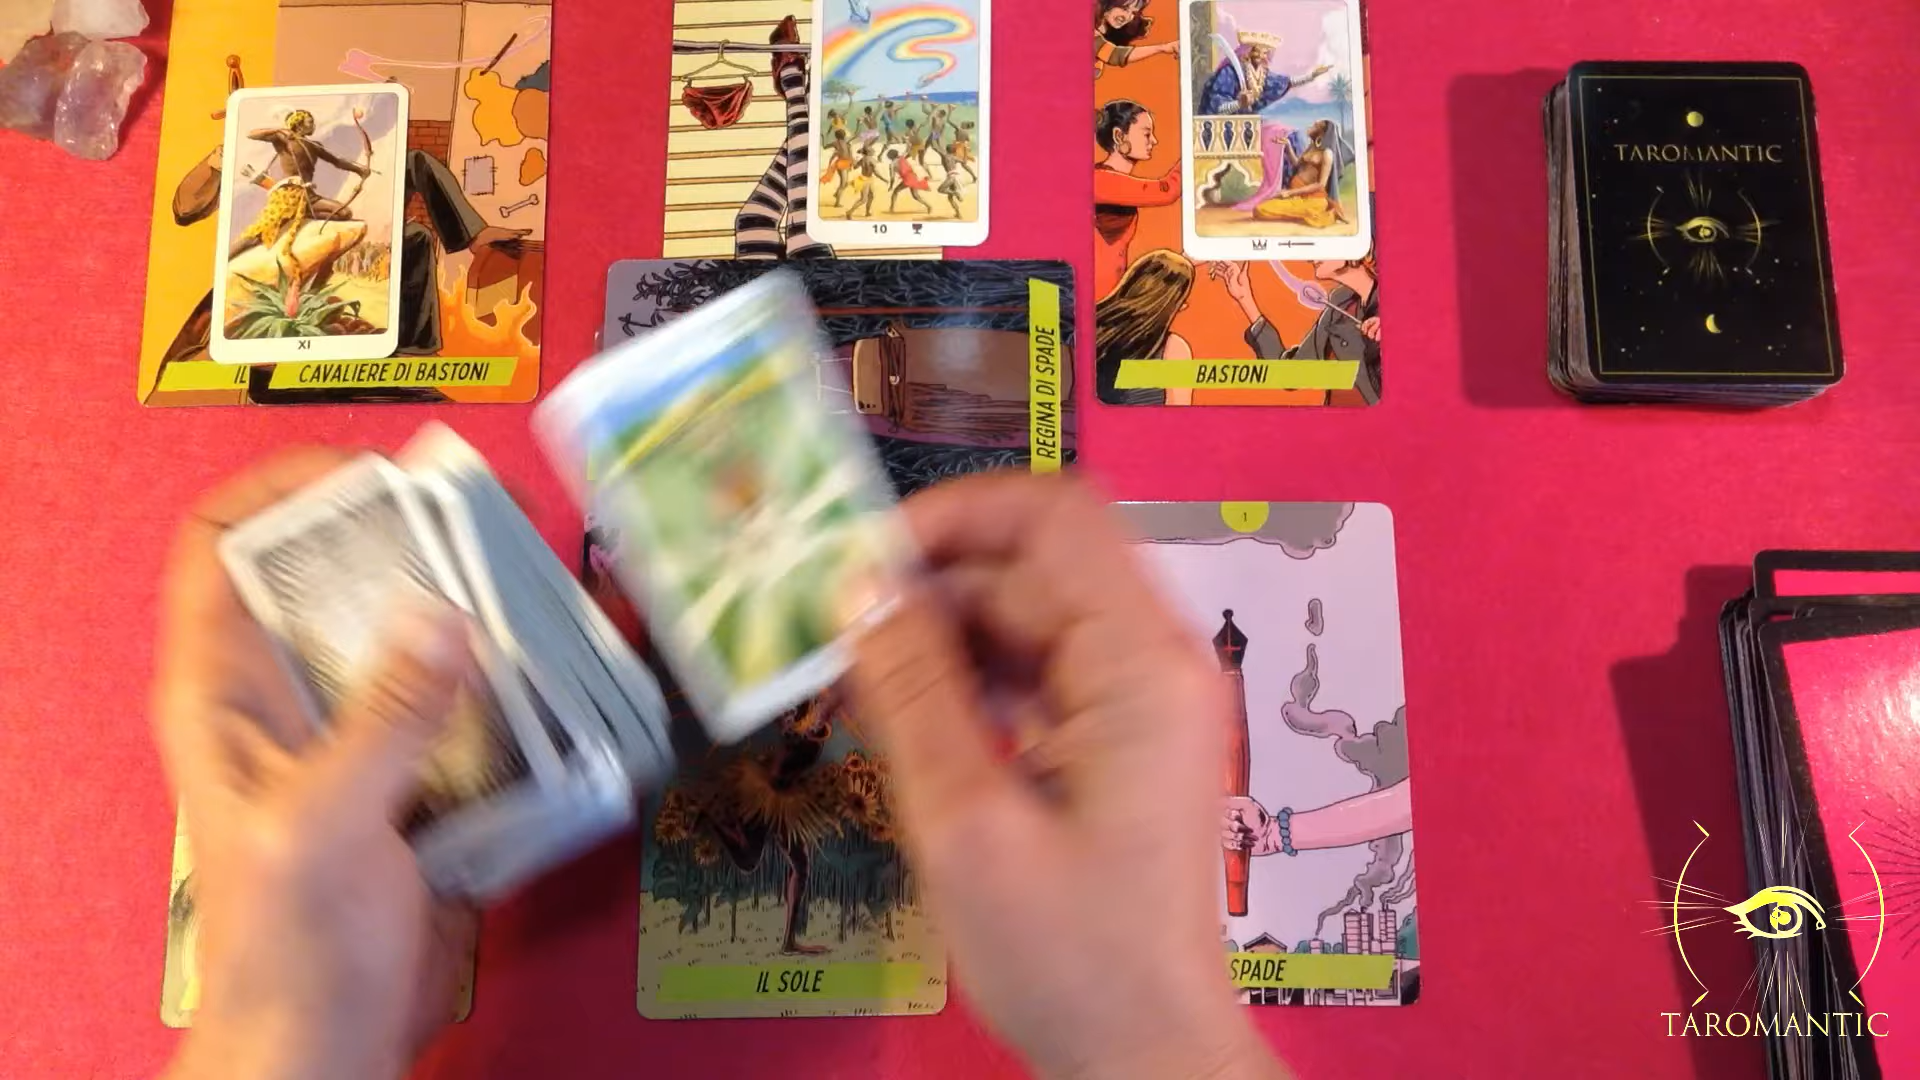 10
TAROMANTIC
XI
IL
CAVALIERE DI BASTONI
REGINA DI SPADE
BASTONI
1
IL SOLE
SPADE
TAROMANTIC